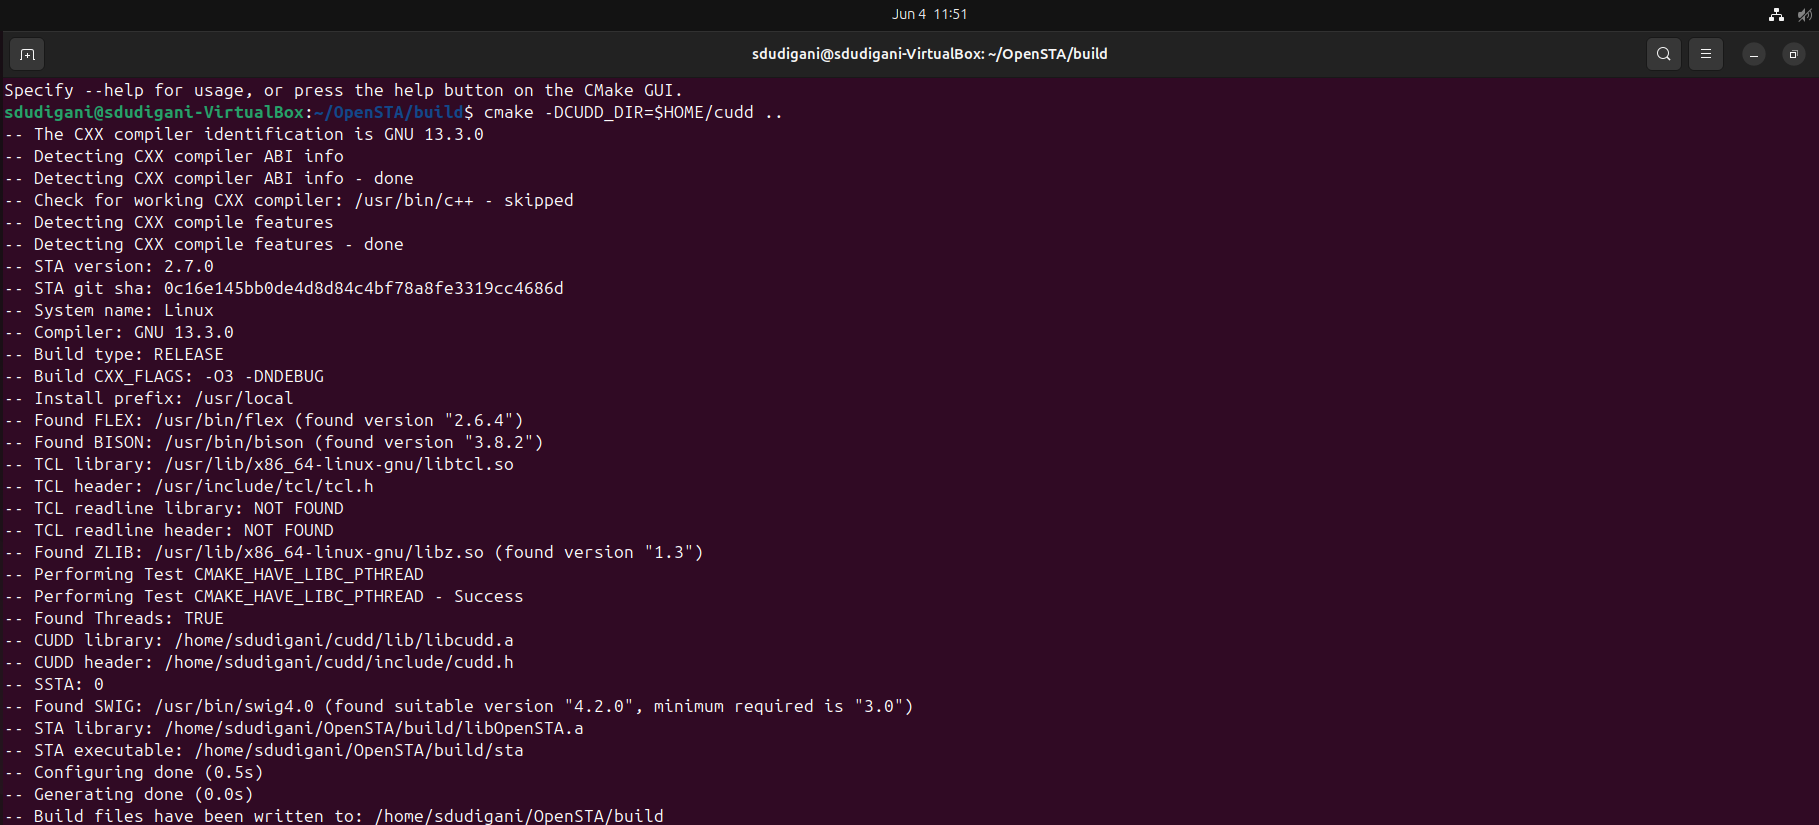 Jun 4 11:51
sdudigani@sdudigani-VirtualBox: ~/OpenSTA/build
Specify --help for usage, or press the help button on the CMake GUI.
sdudigani@sdudigani-VirtualBox:~/OpenSTA/build$ cmake -DCUDD_DIR=$HOME/cudd ..
-- The CXX compiler identification is GNU 13.3.0
-- Detecting CXX compiler ABI info
-- Detecting CXX compiler ABI info - done
-- Check for working CXX compiler: /usr/bin/c++ - skipped
-- Detecting CXX compile features
-- Detecting CXX compile features - done
-- STA version: 2.7.0
-- STA git sha: 0c16e145bb0de4d8d84c4bf78a8fe3319cc4686d
-- System name: Linux
-- Compiler: GNU 13.3.0
-- Build type: RELEASE
-- Build CXX_FLAGS: -O3 -DNDEBUG
-- Install prefix: /usr/local
-- Found FLEX: /usr/bin/flex (found version "2.6.4")
-- Found BISON: /usr/bin/bison (found version "3.8.2")
-- TCL library: /usr/lib/x86_64-linux-gnu/libtcl.so
-- TCL header: /usr/include/tcl/tcl.h
-- TCL readline library: NOT FOUND
-- TCL readline header: NOT FOUND
-- Found ZLIB: /usr/lib/x86_64-linux-gnu/libz.so (found version "1.3")
-- Performing Test CMAKE_HAVE_LIBC_PTHREAD
-- Performing Test CMAKE_HAVE_LIBC_PTHREAD - Success
-- Found Threads: TRUE
-- CUDD library: /home/sdudigani/cudd/lib/libcudd.a
-- CUDD header: /home/sdudigani/cudd/include/cudd.h
-- SSTA: 0
-- Found SWIG: /usr/bin/swig4.0 (found suitable version "4.2.0", minimum required is "3.0")
-- STA library: /home/sdudigani/OpenSTA/build/libOpenSTA.a
-- STA executable: /home/sdudigani/OpenSTA/build/sta
-- Configuring done (0.5s)
-- Generating done (0.0s)
-- Build files have been written to: /home/sdudigani/OpenSTA/build